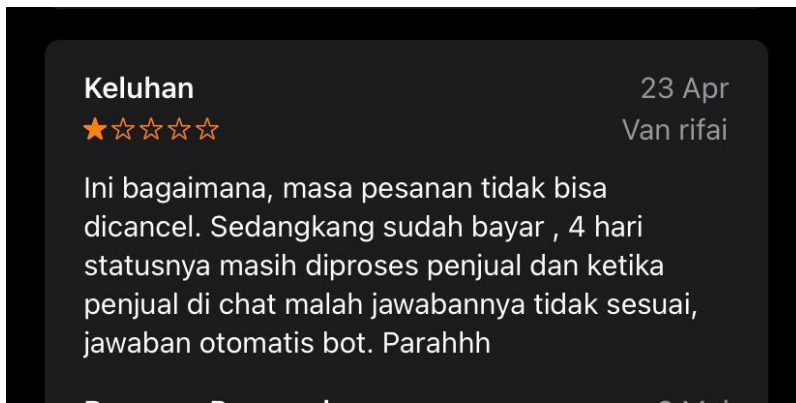 Keluhan 23 Apr
Van rifai
Ini bagaimana, masa pesanan tidak bisa
dicancel. Sedangkang sudah bayar , 4 hari
statusnya masih diproses penjual dan ketika
penjual di chat malah jawabannya tidak sesuai,
jawaban otomatis bot. Parahhh